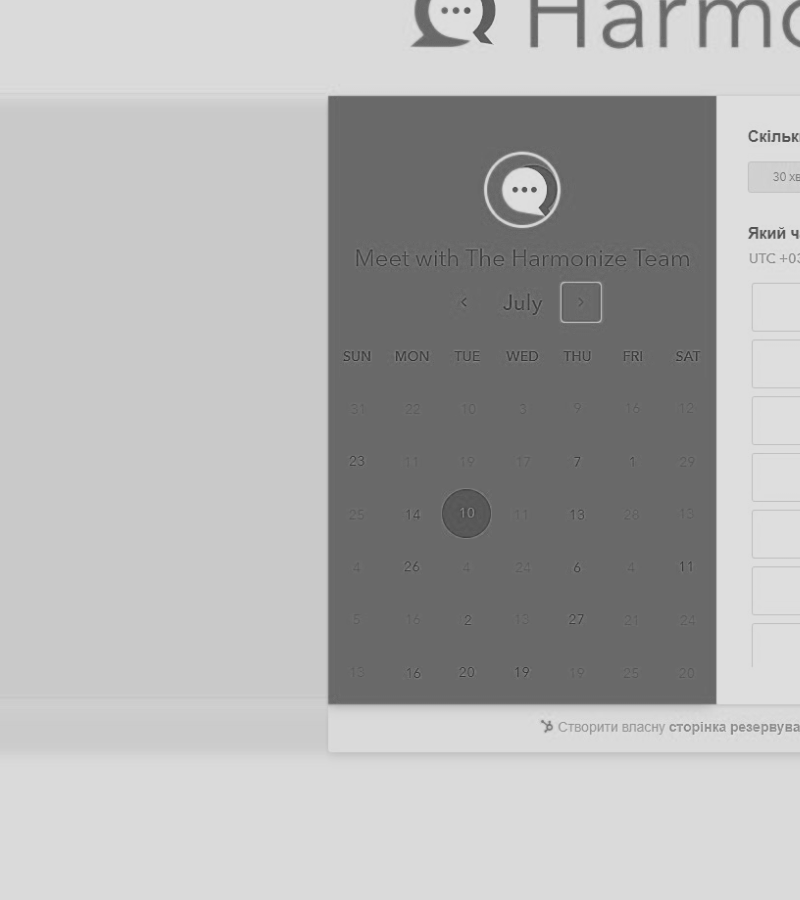 Harmo
Meet with The Harmonize Team
‹ July ›
SUN MON TUE WED THU FRI SAT
31 22 10 3 9 16 12
23 11 19 17 7 1 29
25 14 10 11 13 28 13
4 26 4 24 6 4 11
5 16 2 13 27 21 24
15 16 20 19 19 25 20
Скільк
30 хв
Який ч
UTC +03
Створити власну сторінка резервува